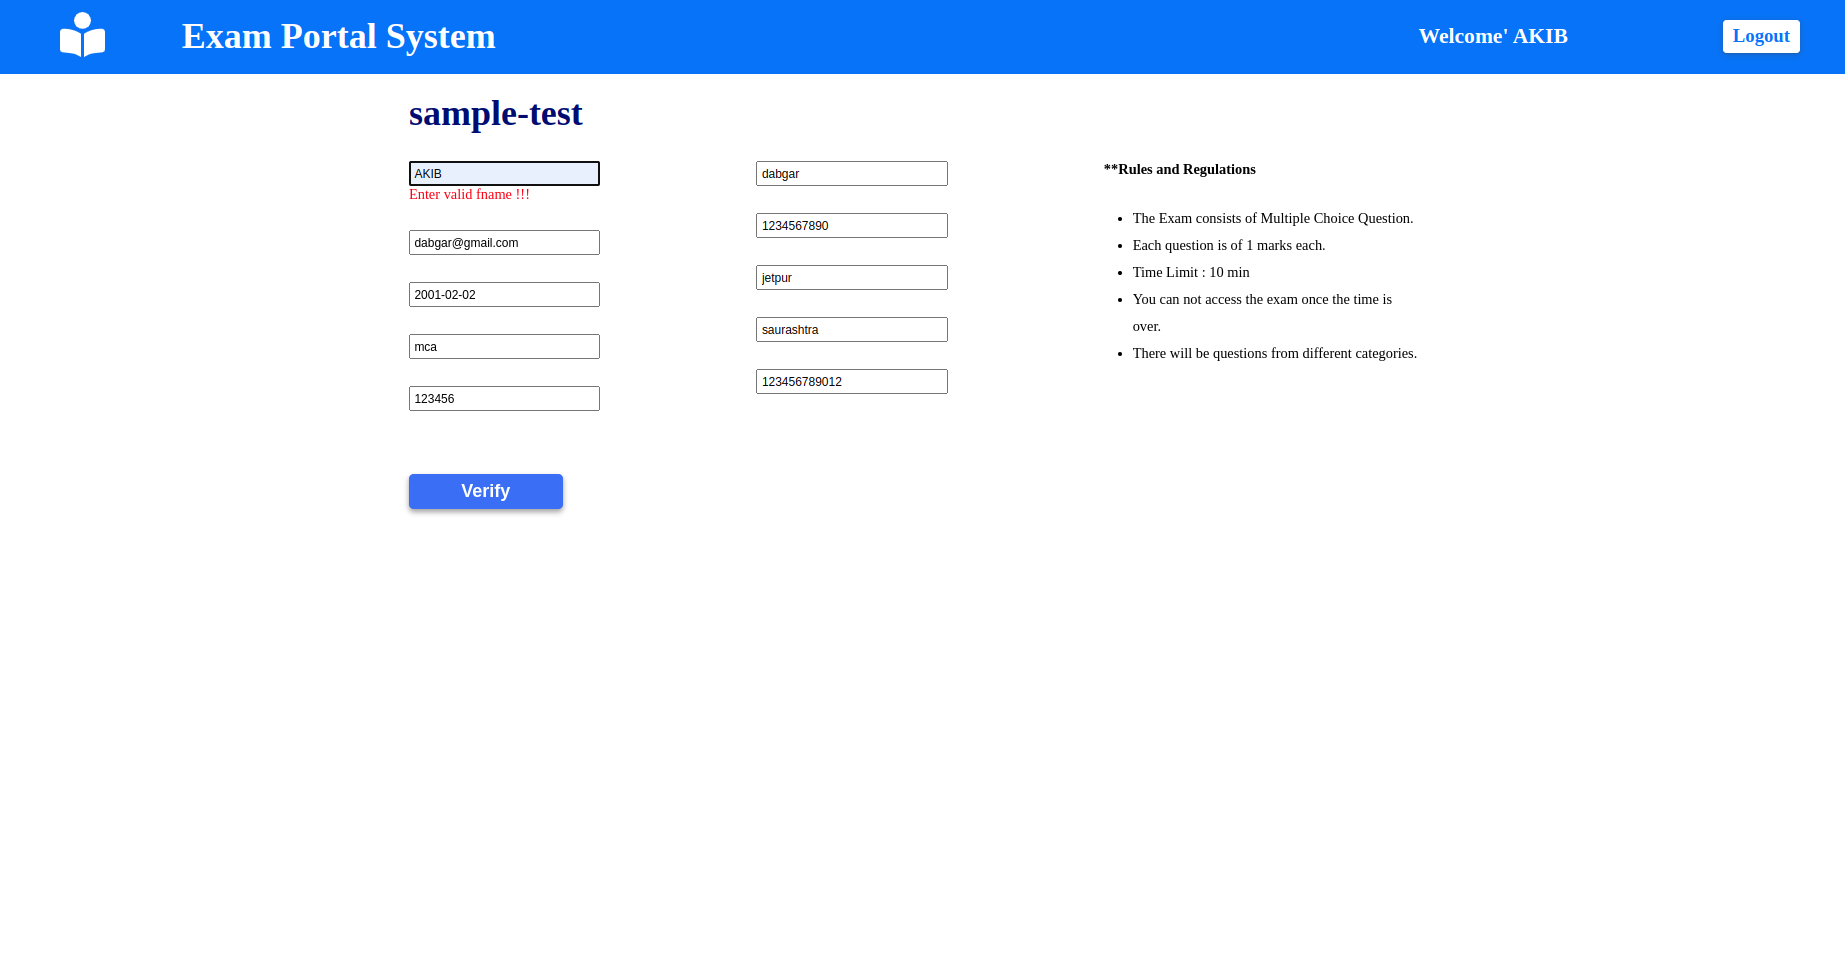 Exam Portal System
Welcome' AKIB
Logout
sample-test
AKIB
Enter valid fname !!!
dabgar@gmail.com
2001-02-02
mca
123456
dabgar
1234567890
jetpur
saurashtra
123456789012
Verify
**Rules and Regulations
The Exam consists of Multiple Choice Question.
Each question is of 1 marks each.
Time Limit : 10 min
You can not access the exam once the time is
over.
There will be questions from different categories.